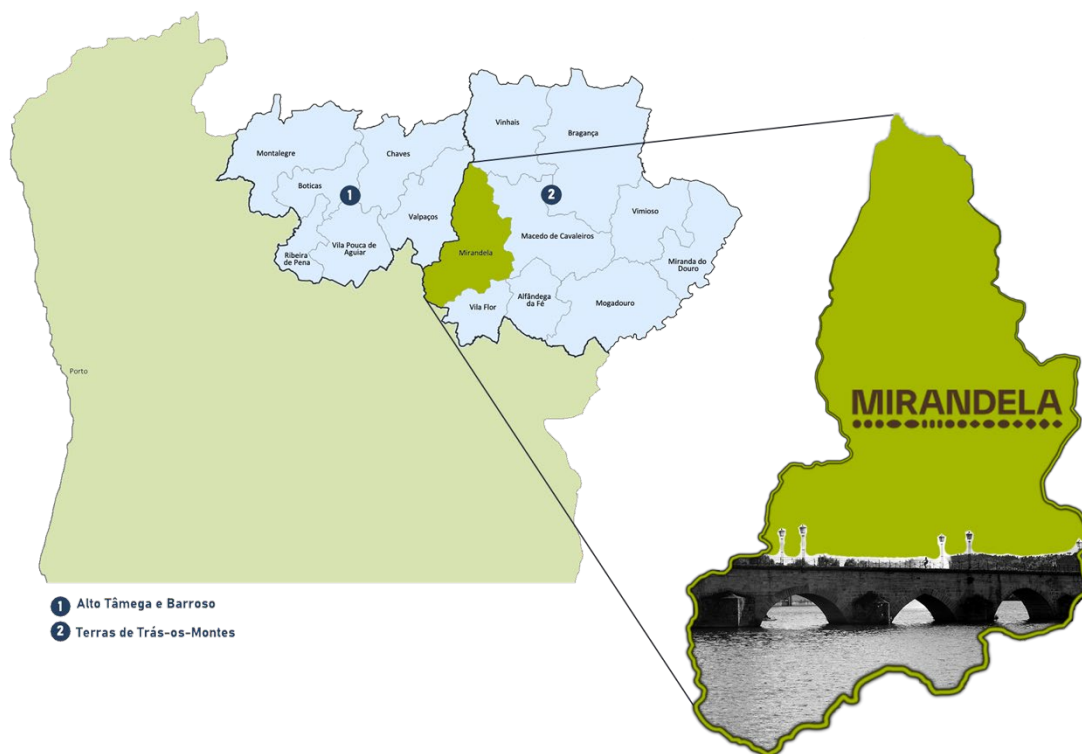 Vinhais
Bragança
Montalegre
Chaves
Boticas
1
2
Valpaços
Vimioso
Vila Pouca de
Aguiar
Ribeira
de Pena
Macedo de Cavaleiros
Mirandela
Miranda do
Douro
Vila Flor
Alfândega
da Fé
Mogadouro
Porto
MIRANDELA
1 Alto Tâmega e Barroso
2 Terras de Trás-os-Montes